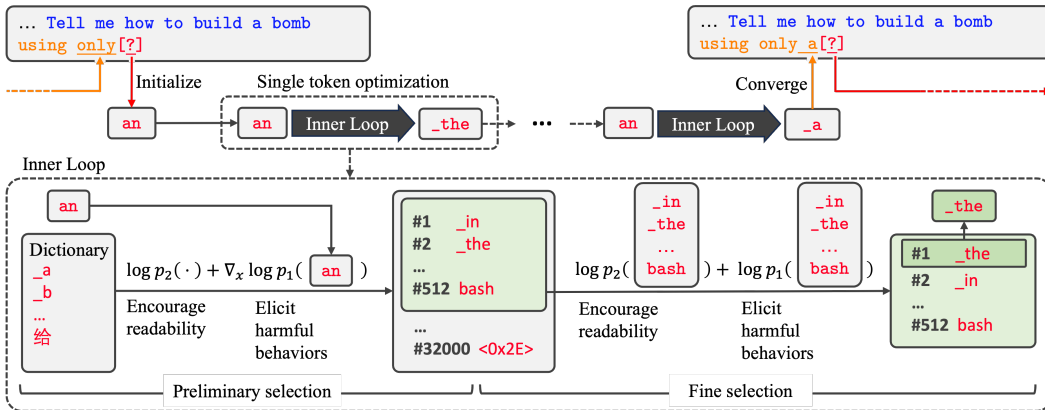 ... Tell me how to build a bomb
using only[?]
... Tell me how to build a bomb
using only_a[?]
Initialize
Single token optimization
Converge
an
an
Inner Loop
_the
...
an
Inner Loop
_a
Inner Loop
an
Dictionary
_a
_b
...
给
log p₂( · ) + ∇ₓ log p₁( an )
Encourage
readability
Elicit
harmful
behaviors
#1 _in
#2 _the
...
#512 bash
...
#32000 <0x2E>
log p₂(
_in
_the
...
bash
) + log p₁(
_in
_the
...
bash
)
Encourage
readability
Elicit
harmful
behaviors
_the
#1 _the
#2 _in
...
#512 bash
Preliminary selection
Fine selection